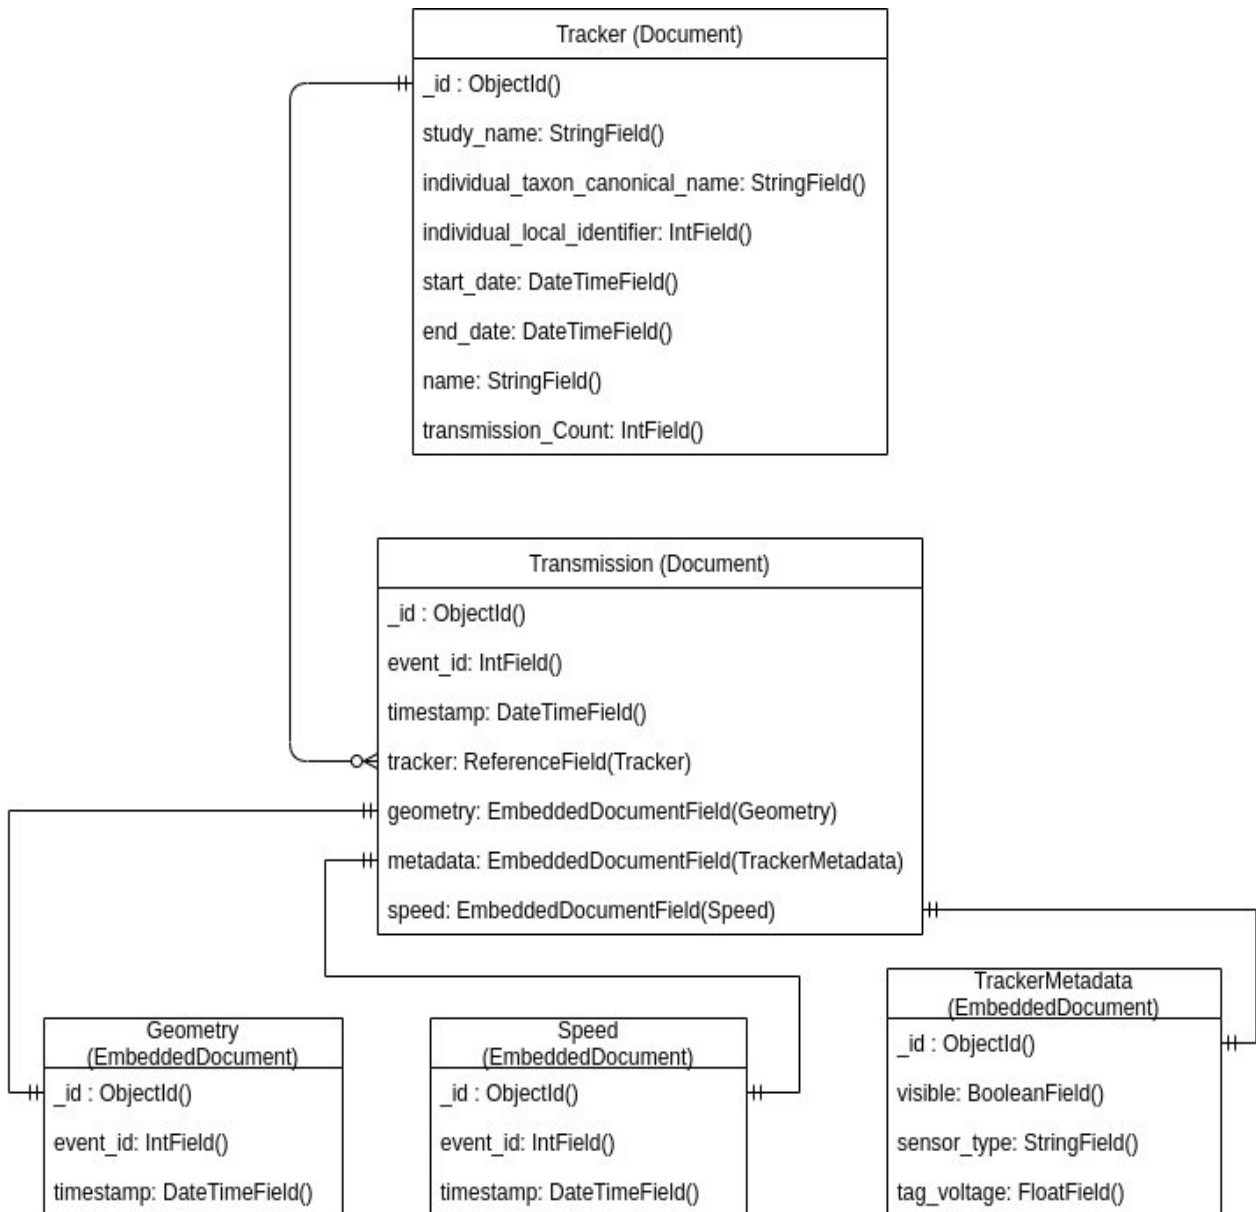 Tracker (Document)
_id : ObjectId()
study_name: StringField()
individual_taxon_canonical_name: StringField()
individual_local_identifier: IntField()
start_date: DateTimeField()
end_date: DateTimeField()
name: StringField()
transmission_Count: IntField()
Transmission (Document)
_id : ObjectId()
event_id: IntField()
timestamp: DateTimeField()
tracker: ReferenceField(Tracker)
geometry: EmbeddedDocumentField(Geometry)
metadata: EmbeddedDocumentField(TrackerMetadata)
speed: EmbeddedDocumentField(Speed)
Geometry
(EmbeddedDocument)
_id : ObjectId()
event_id: IntField()
timestamp: DateTimeField()
Speed
(EmbeddedDocument)
_id : ObjectId()
event_id: IntField()
timestamp: DateTimeField()
TrackerMetadata
(EmbeddedDocument)
_id : ObjectId()
visible: BooleanField()
sensor_type: StringField()
tag_voltage: FloatField()